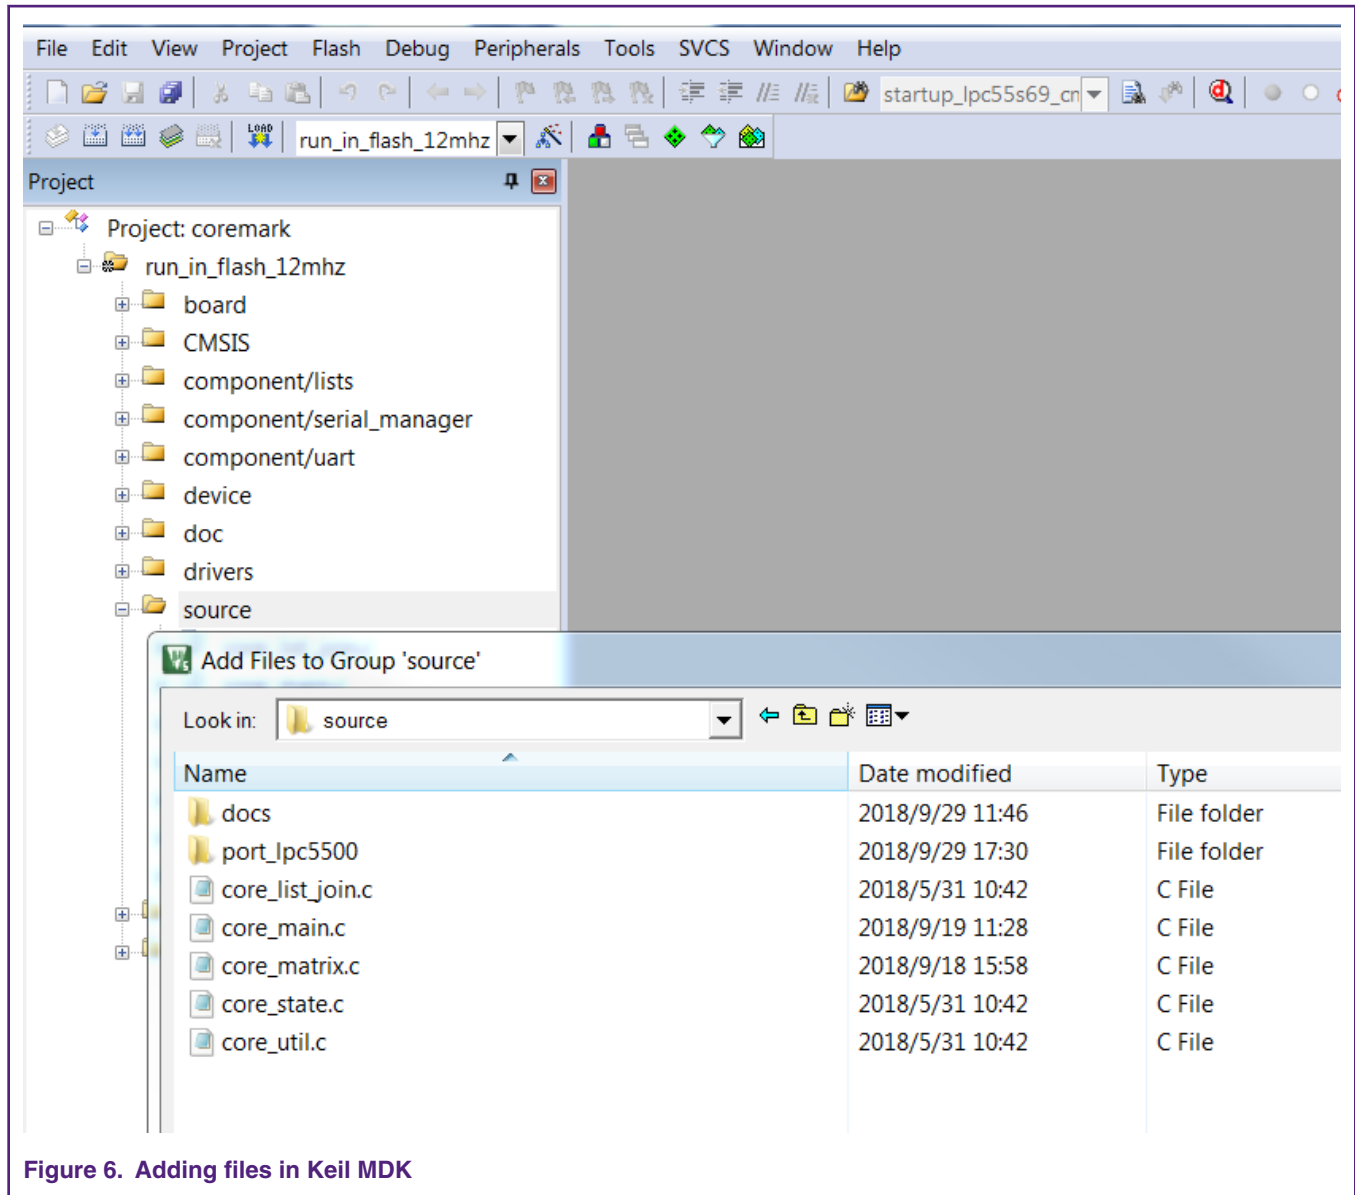 File Edit View Project Flash Debug Peripherals Tools SVCS Window Help
startup_lpc55s69_cm
LOAD run_in_flash_12mhz
Project
Project: coremark
run_in_flash_12mhz
board
CMSIS
component/lists
component/serial_manager
component/uart
device
doc
drivers
source
Add Files to Group 'source'
Look in: source
Name Date modified Type
docs 2018/9/29 11:46 File folder
port_lpc5500 2018/9/29 17:30 File folder
core_list_join.c 2018/5/31 10:42 C File
core_main.c 2018/9/19 11:28 C File
core_matrix.c 2018/9/18 15:58 C File
core_state.c 2018/5/31 10:42 C File
core_util.c 2018/5/31 10:42 C File
Figure 6. Adding files in Keil MDK